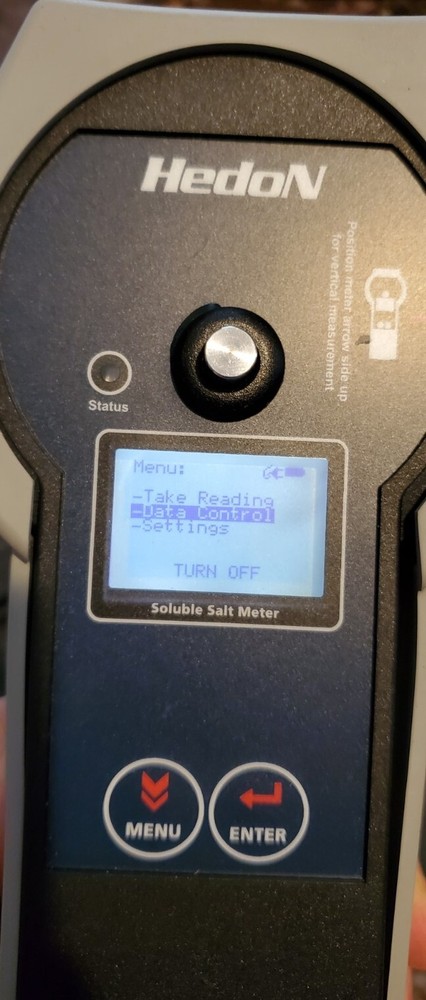 HedoN
Position meter arrow side up
for vertical measurement
Status
Menu:
-Take Reading
-Data Control
-Settings
TURN OFF
Soluble Salt Meter
MENU
ENTER